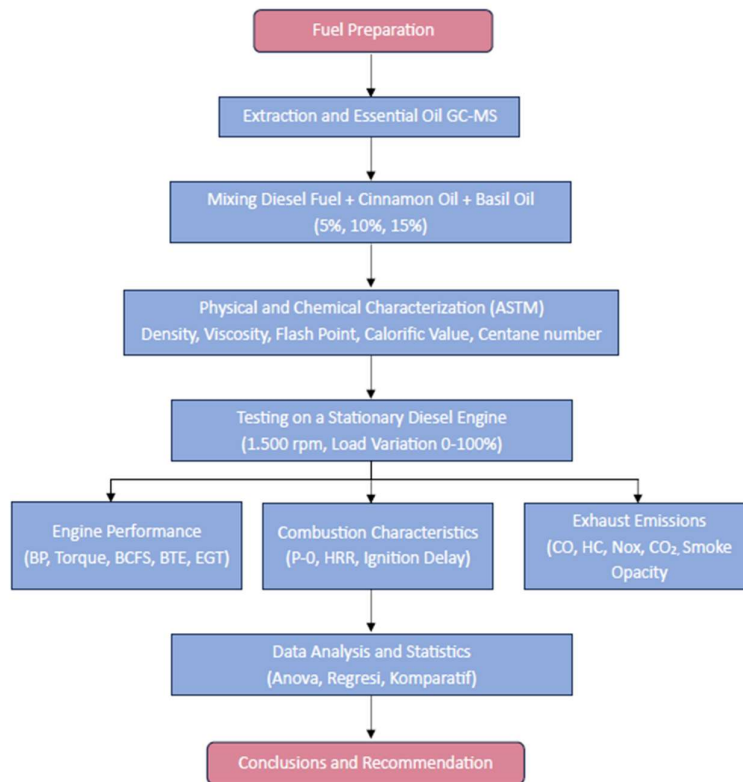 Fuel Preparation
Extraction and Essential Oil GC-MS
Mixing Diesel Fuel + Cinnamon Oil + Basil Oil
(5%, 10%, 15%)
Physical and Chemical Characterization (ASTM)
Density, Viscosity, Flash Point, Calorific Value, Centane number
Testing on a Stationary Diesel Engine
(1.500 rpm, Load Variation 0-100%)
Engine Performance
(BP, Torque, BCFS, BTE, EGT)
Combustion Characteristics
(P-0, HRR, Ignition Delay)
Exhaust Emissions
(CO, HC, Nox, CO₂, Smoke
Opacity
Data Analysis and Statistics
(Anova, Regresi, Komparatif)
Conclusions and Recommendation